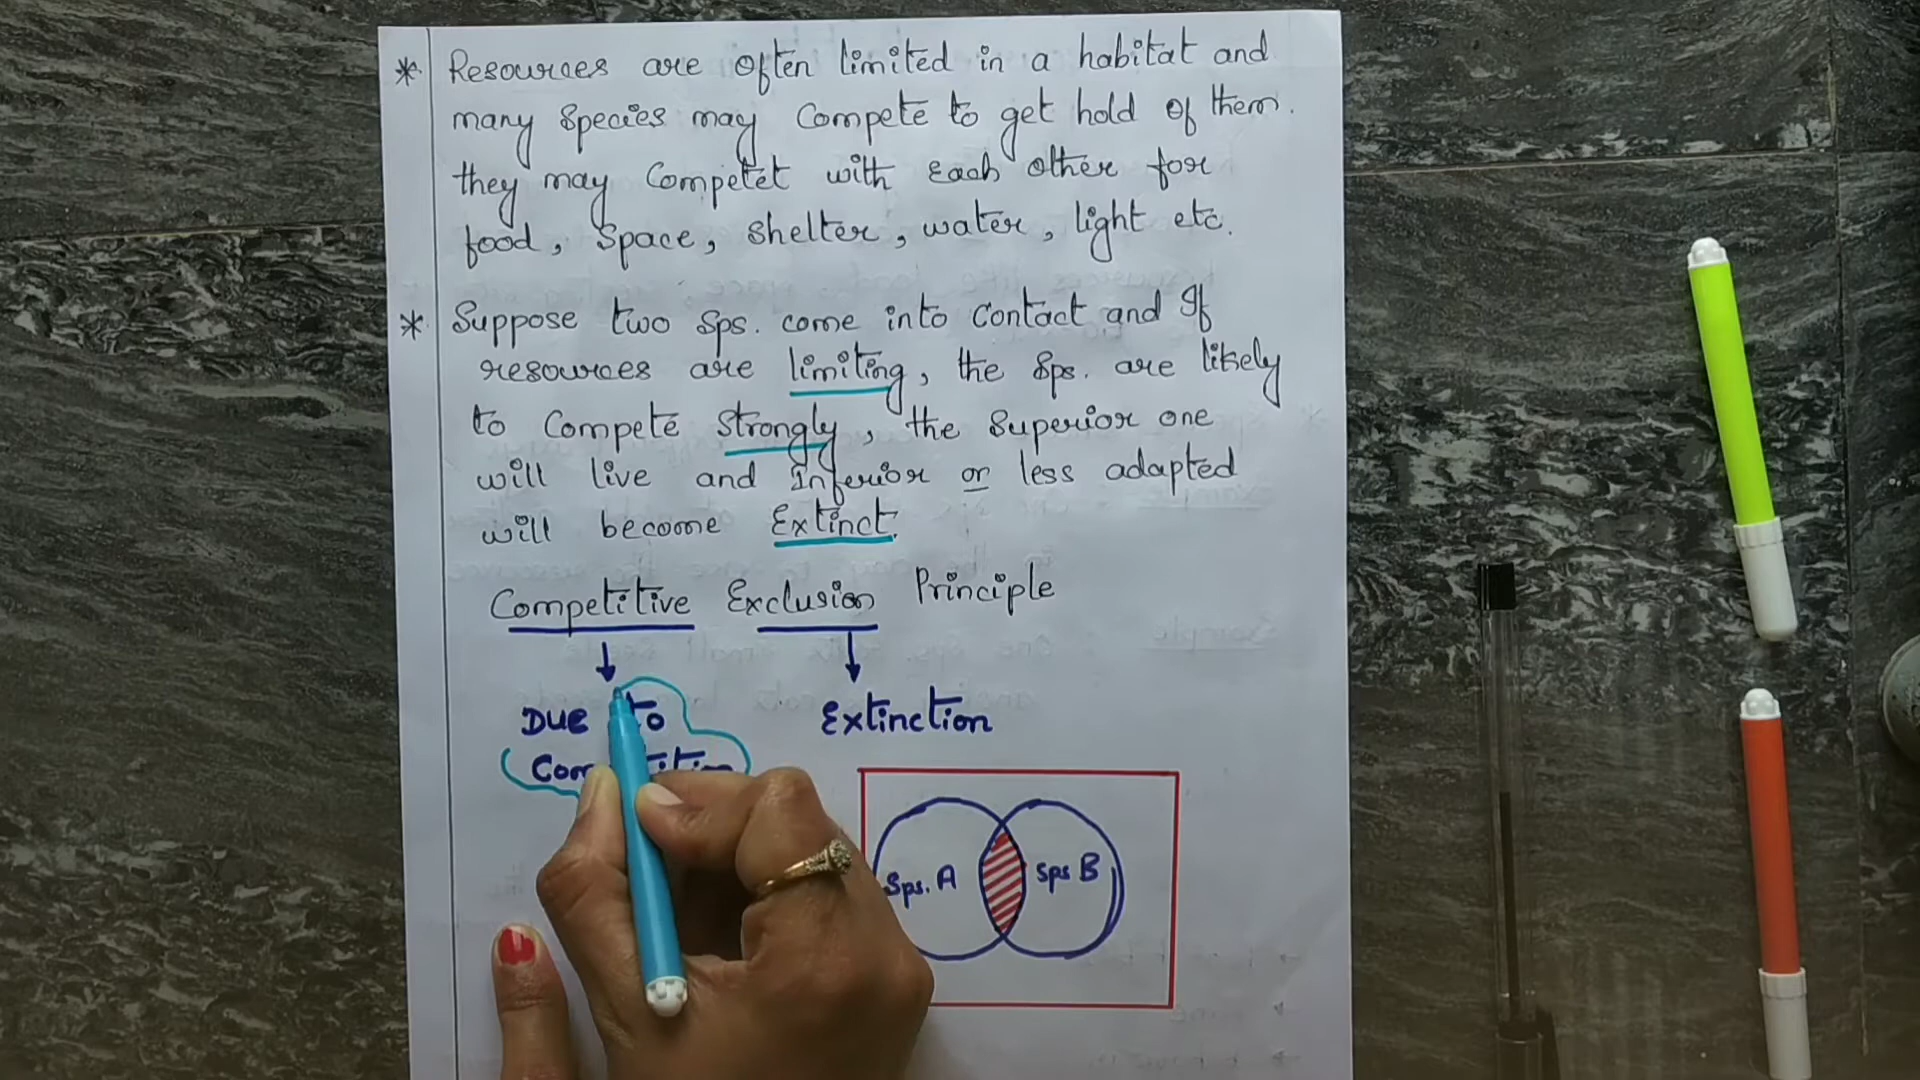 * Resources are often limited in a habitat and
many species may compete to get hold of them.
they may competet with each other for
food, space, shelter, water, light etc.
* Suppose two sps. come into contact and If
resources are limiting, the sps. are likely
to compete strongly, the superior one
will live and Inferior or less adapted
will become Extinct.
Competitive Exclusion Principle
Due to Extinction
Sps. A Sps B